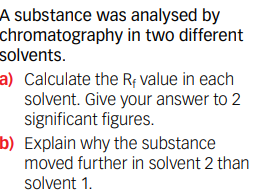 A substance was analysed by
chromatography in two different
solvents.
a) Calculate the Rf value in each
solvent. Give your answer to 2
significant figures.
b) Explain why the substance
moved further in solvent 2 than
solvent 1.